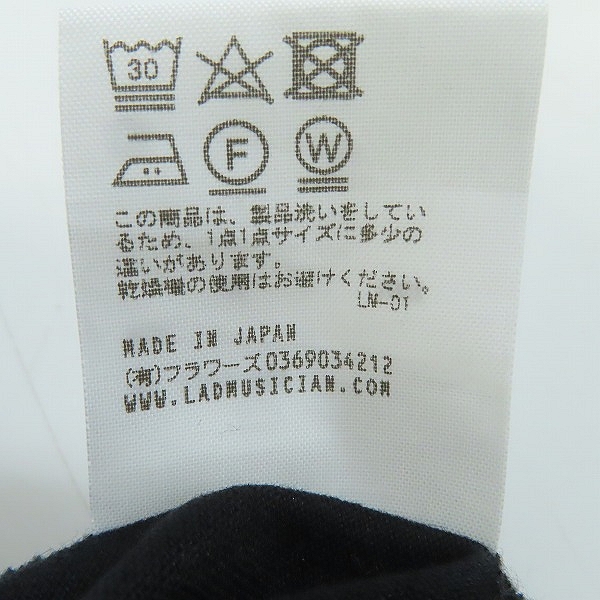 30
F W
この商品は、製品洗いをしてい
るため、1点1点サイズに多少の
違いがあります。
乾燥機の使用はお避けください。
LM-01
MADE IN JAPAN
(有)フラワーズ0369034212
WWW.LADMUSICIAN.COM